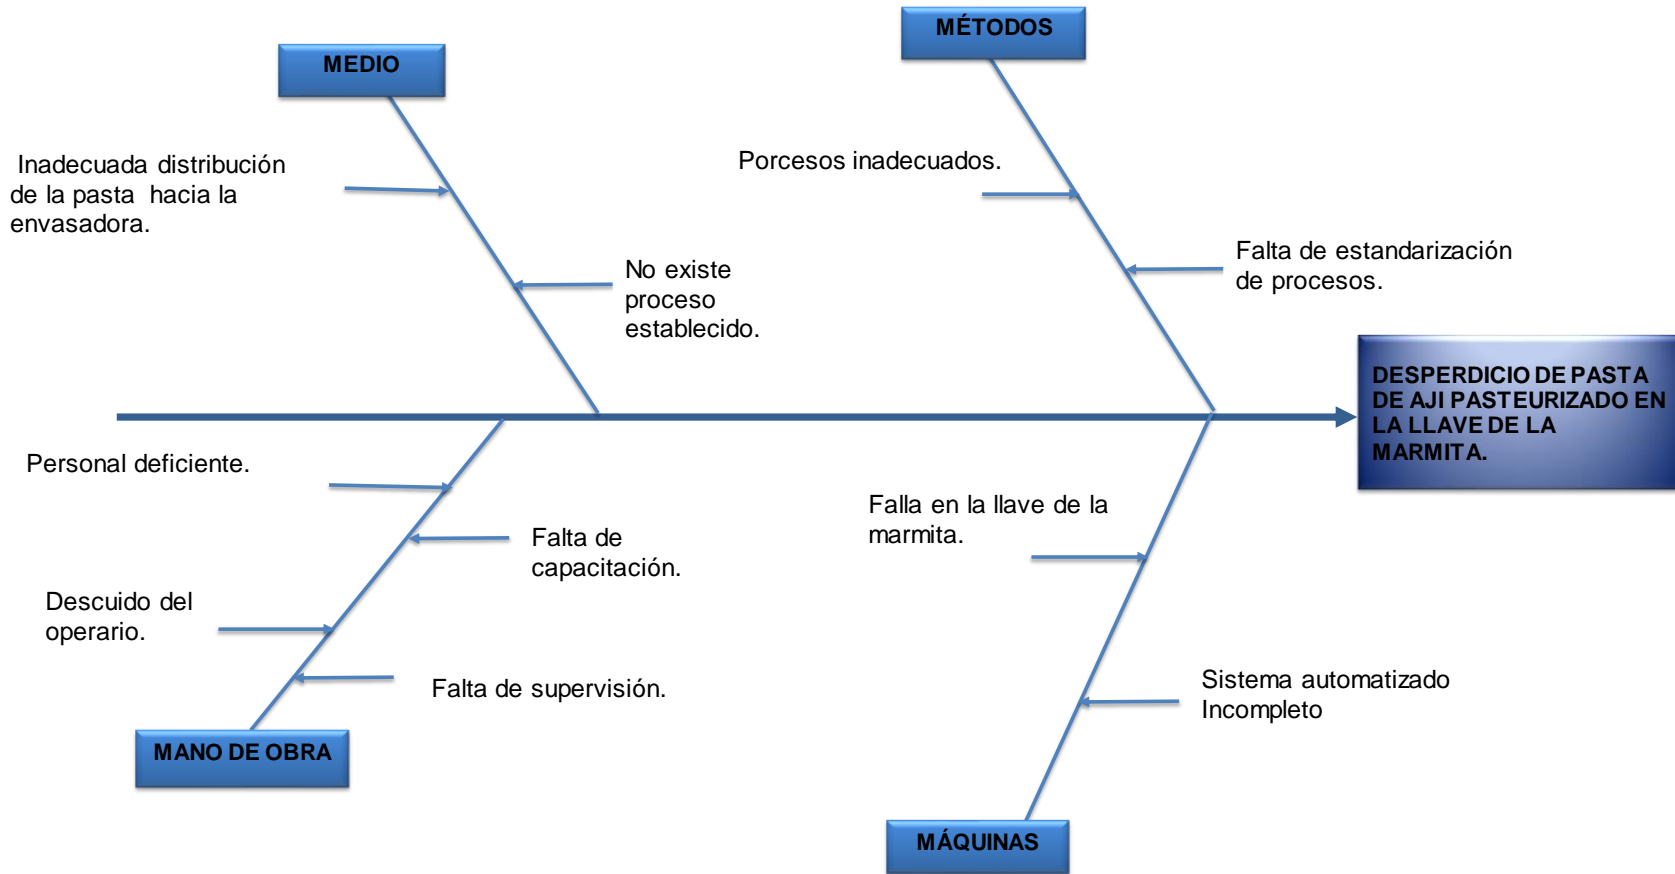 MÉTODOS
MEDIO
Inadecuada distribución
de la pasta hacia la
envasadora.
Porcesos inadecuados.
No existe
proceso
establecido.
Falta de estandarización
de procesos.
DESPERDICIO DE PASTA
DE AJI PASTEURIZADO EN
LA LLAVE DE LA
MARMITA.
Personal deficiente.
Falta de
capacitación.
Descuido del
operario.
Falta de supervisión.
MANO DE OBRA
Falla en la llave de la
marmita.
Sistema automatizado
Incompleto
MÁQUINAS